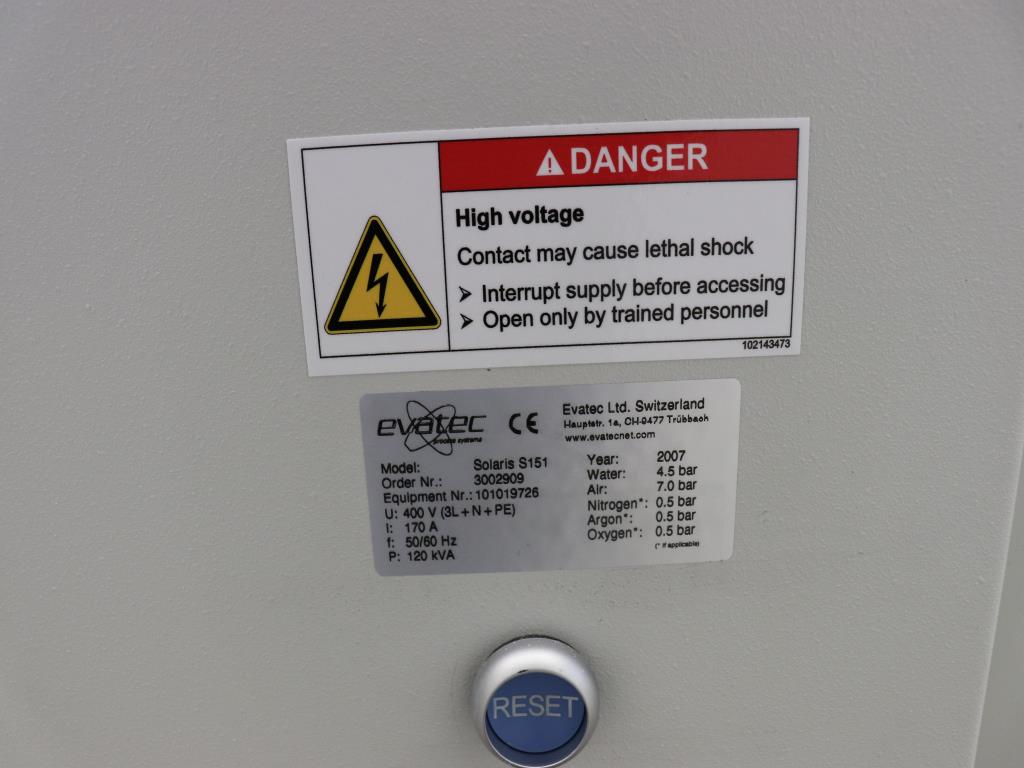 DANGER
High voltage
Contact may cause lethal shock
➤ Interrupt supply before accessing
➤ Open only by trained personnel
102143473
evatec
process systems
CE
Evatec Ltd. Switzerland
Hauptstr. 1a, CH-9477 Trübbach
www.evatecnet.com
Model: Solaris S151
Order Nr.: 3002909
Equipment Nr.: 101019726
U: 400 V (3L+N+PE)
I: 170 A
f: 50/60 Hz
P: 120 kVA
Year: 2007
Water: 4.5 bar
Air: 7.0 bar
Nitrogen*: 0.5 bar
Argon*: 0.5 bar
Oxygen*: 0.5 bar
(* if applicable)
RESET